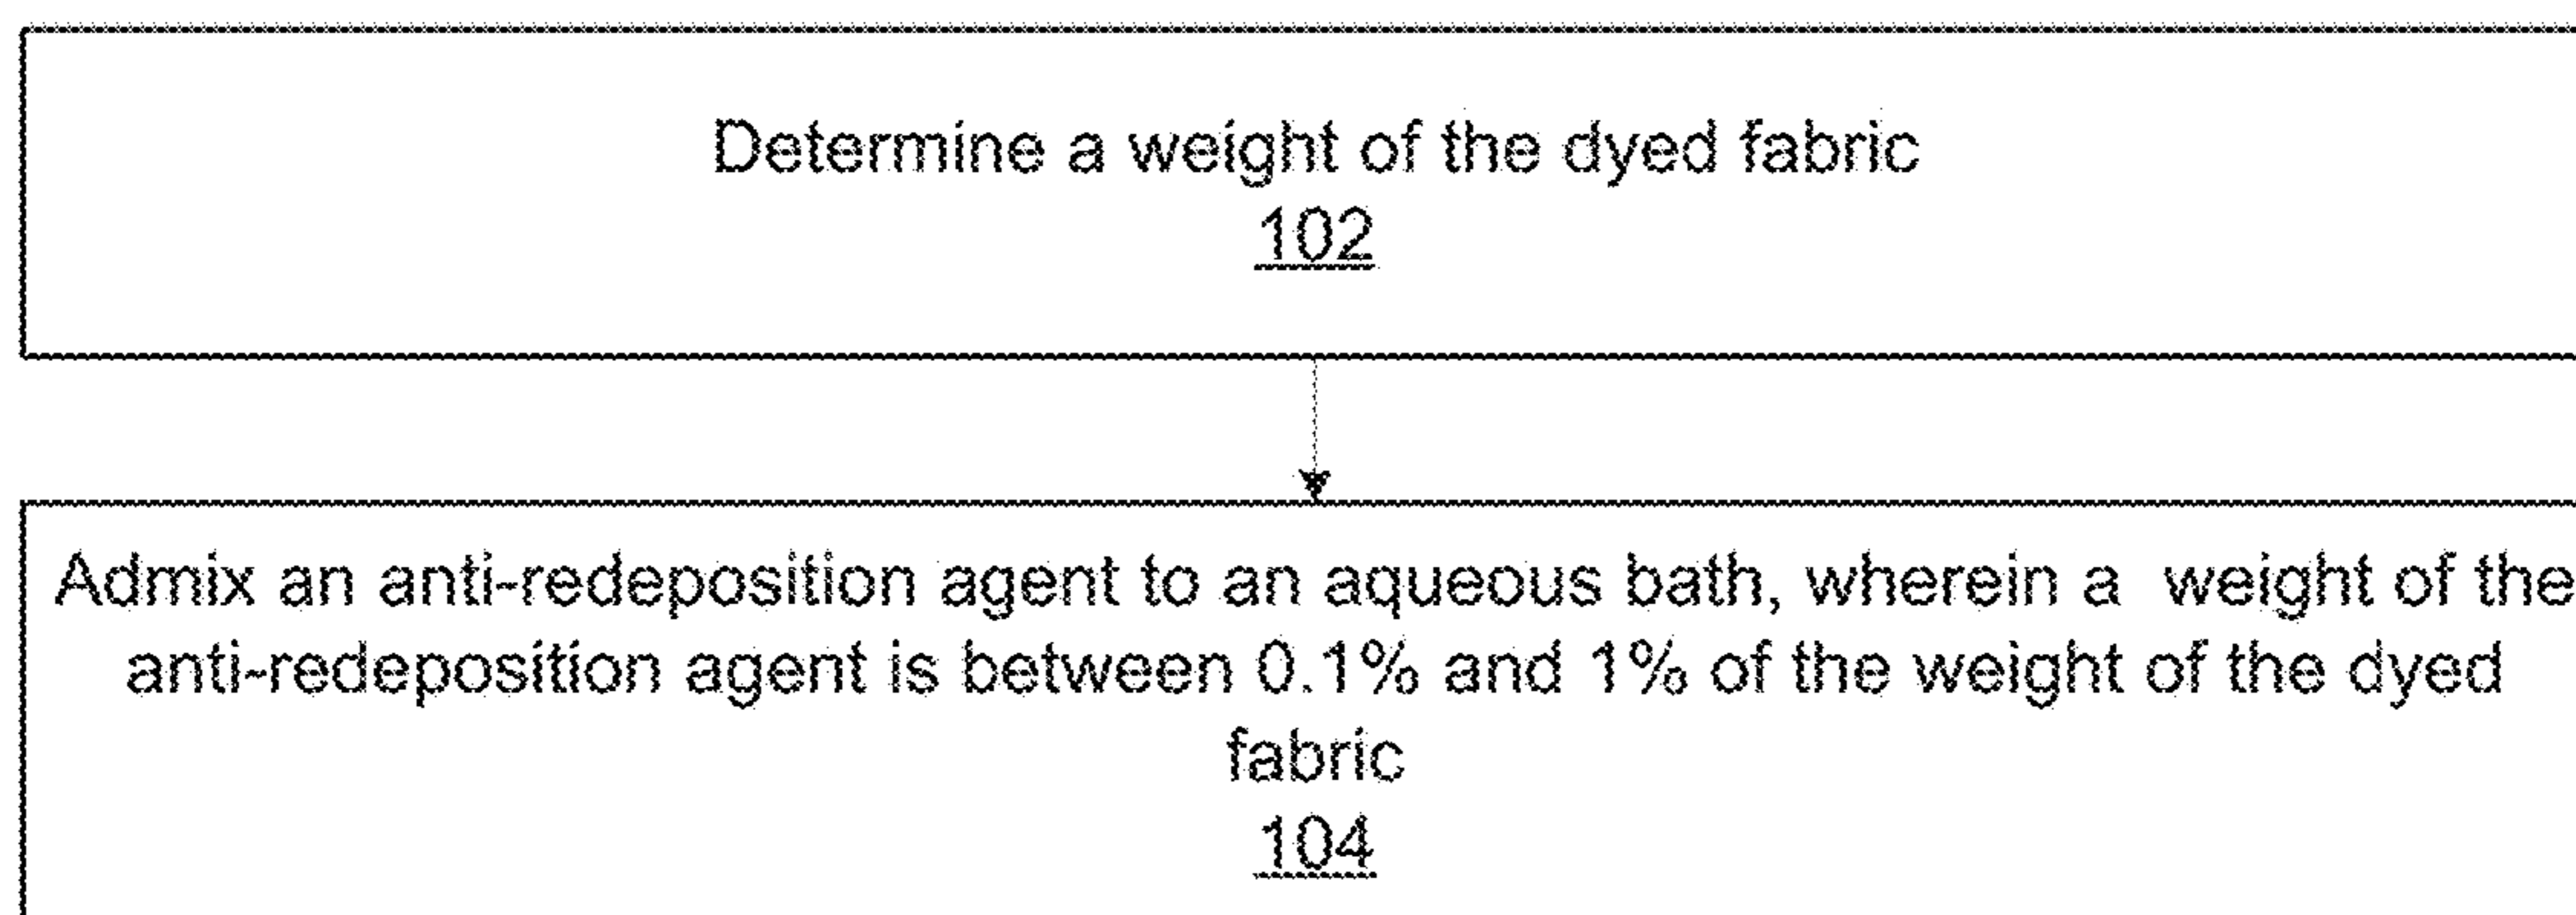 Determine a weight of the dyed fabric
102
Admix an anti-redeposition agent to an aqueous bath, wherein a weight of the
anti-redeposition agent is between 0.1% and 1% of the weight of the dyed
fabric
104